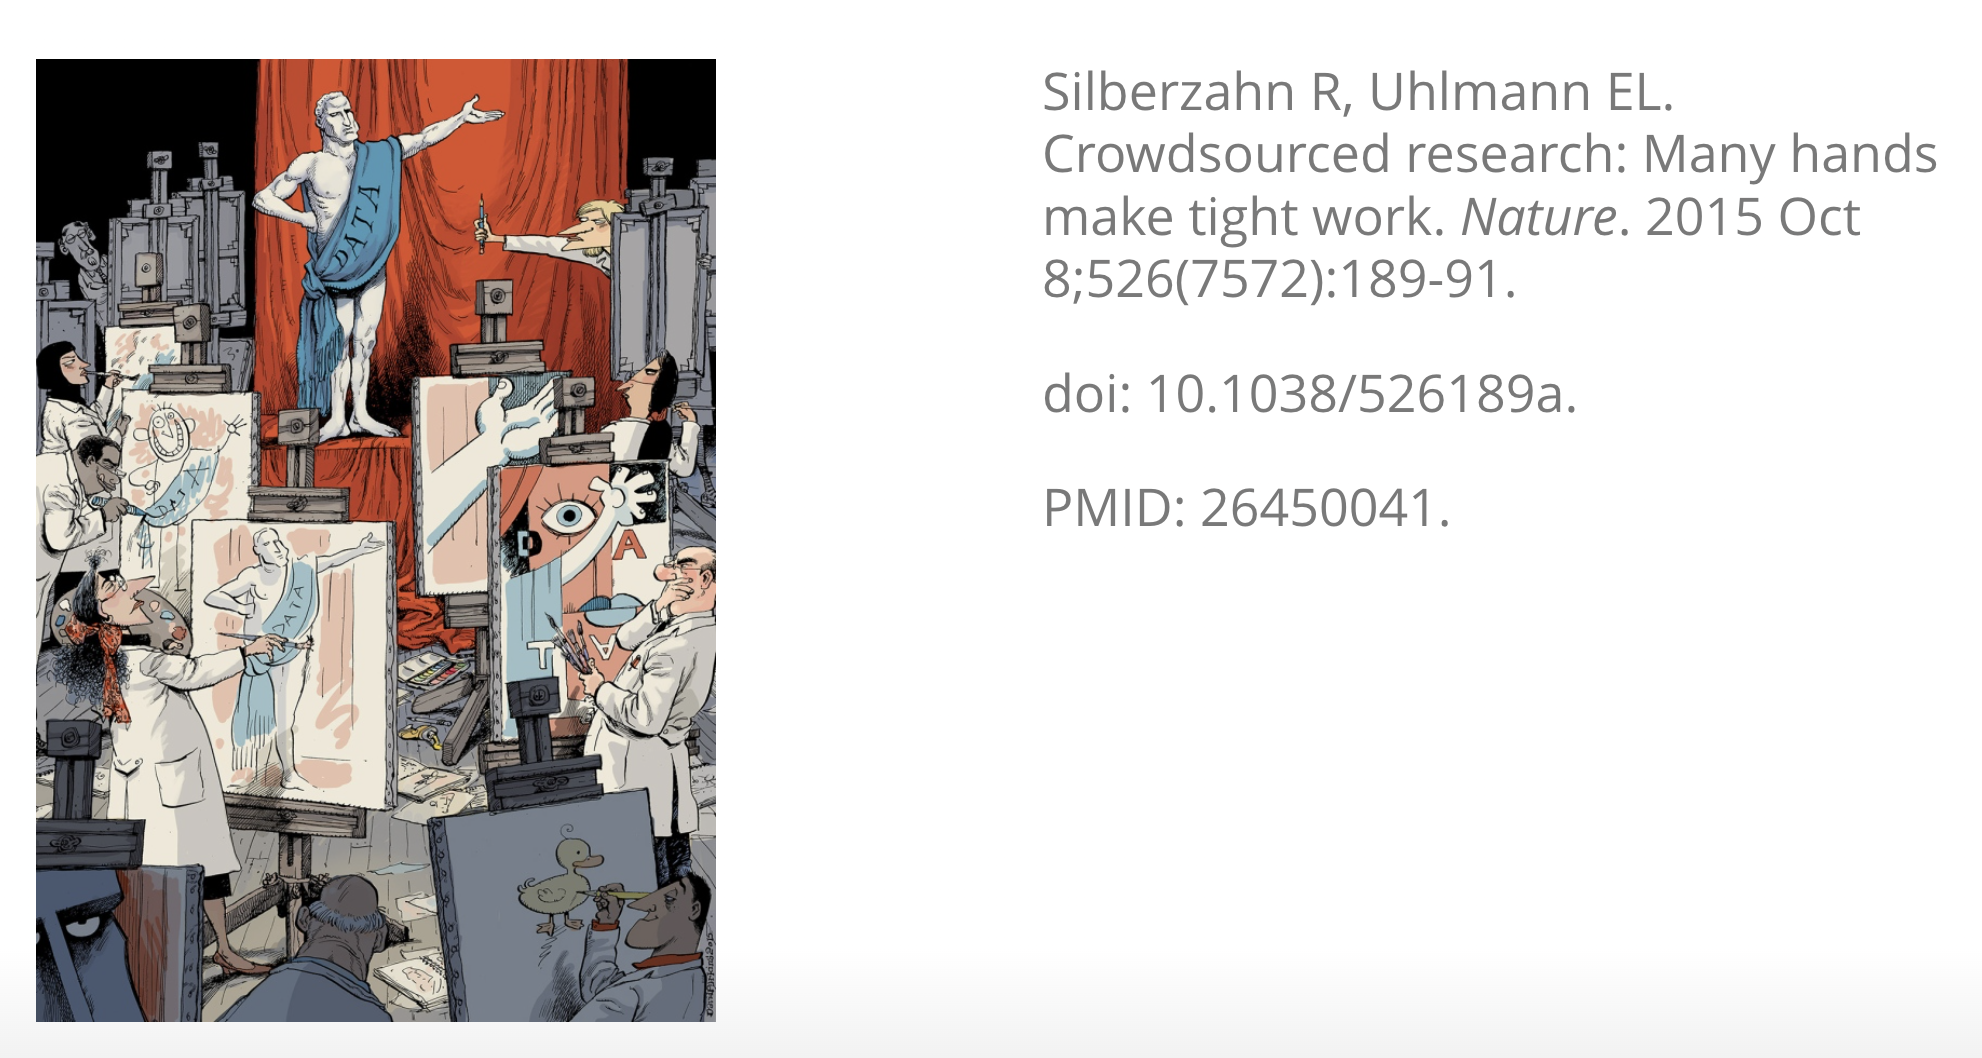 DATA
DATA
DATA
D A
T A
Silberzahn R, Uhlmann EL.
Crowdsourced research: Many hands
make tight work. Nature. 2015 Oct
8;526(7572):189-91.
doi: 10.1038/526189a.
PMID: 26450041.